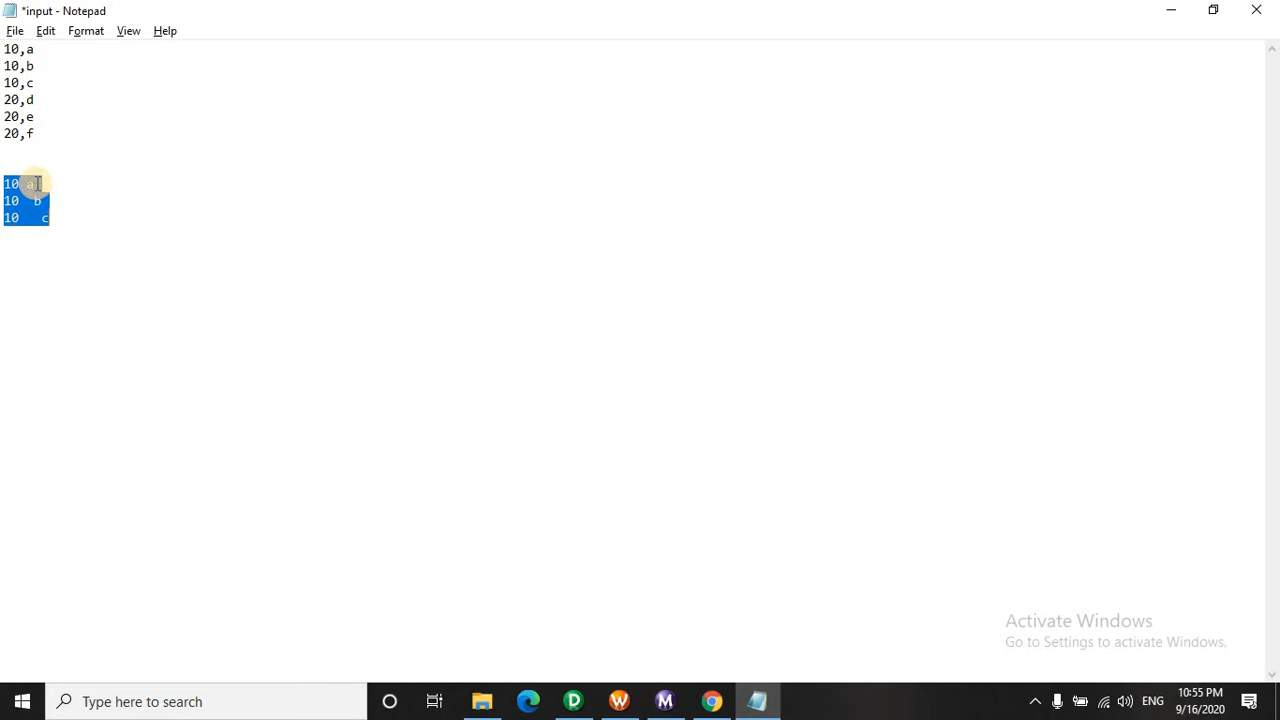 *input - Notepad
File Edit Format View Help
10,a
10,b
10,c
20,d
20,e
20,f
10 a
10  b
10   c
Activate Windows
Go to Settings to activate Windows.
Type here to search
D
W
M
ENG
10:55 PM
9/16/2020